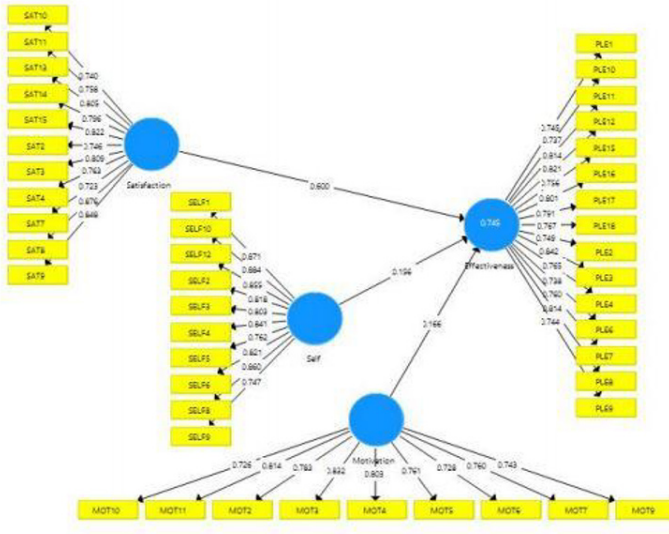 SAT10
SAT11
SAT13
SAT14
SAT15
SAT2
SAT3
SAT4
SAT7
SAT8
SAT9
0.740
0.758
0.805
0.796
0.822
0.746
0.809
0.763
0.723
0.876
0.849
Satisfaction
0.600
SELF1
SELF10
SELF12
SELF2
SELF3
SELF4
SELF5
SELF6
SELF8
SELF9
0.871
0.884
0.855
0.818
0.803
0.841
0.762
0.821
0.860
0.747
Self
0.196
0.166
0.745
Effectiveness
PLE1
PLE10
PLE11
PLE12
PLE15
PLE16
PLE17
PLE18
PLE2
PLE3
PLE4
PLE6
PLE7
PLE8
PLE9
0.745
0.737
0.814
0.821
0.756
0.801
0.791
0.767
0.749
0.842
0.765
0.738
0.760
0.814
0.744
Motivation
0.726
0.814
0.783
0.832
0.803
0.761
0.728
0.760
0.743
MOT10
MOT11
MOT2
MOT3
MOT4
MOT5
MOT6
MOT7
MOT9